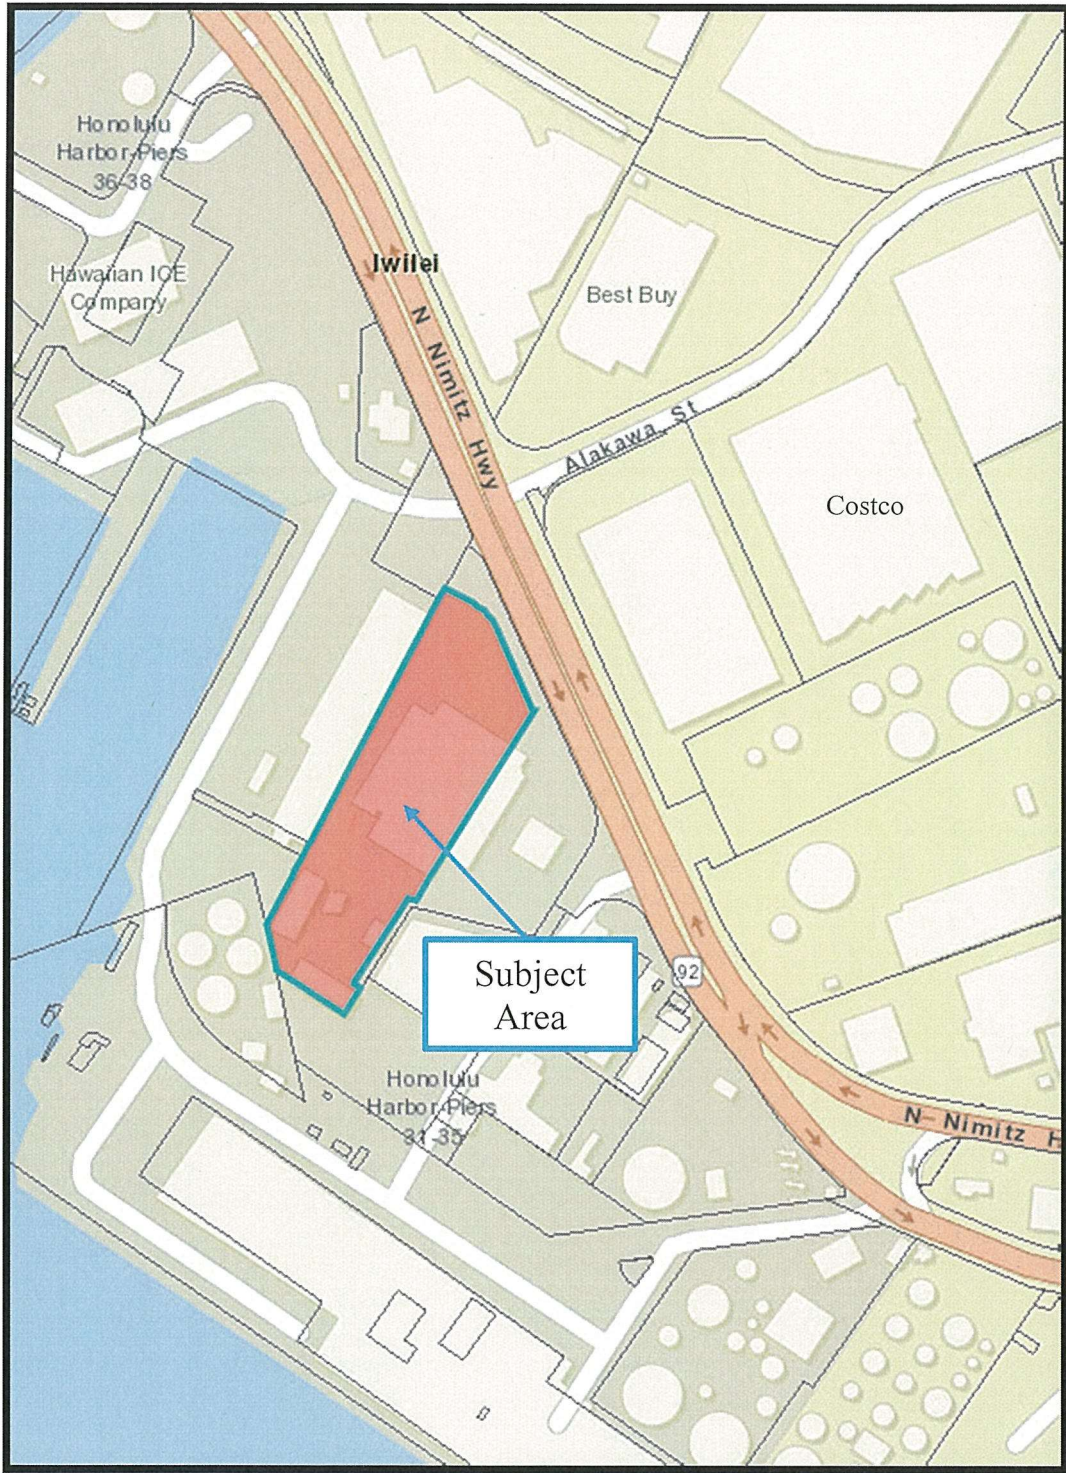 Honolulu
Harbor-Piers
36-38
Hawaiian ICE
Company
Iwilei
Best Buy
N Nimitz Hwy
Alakawa St
Costco
Subject
Area
92
Honolulu
Harbor-Piers
31-35
N Nimitz H